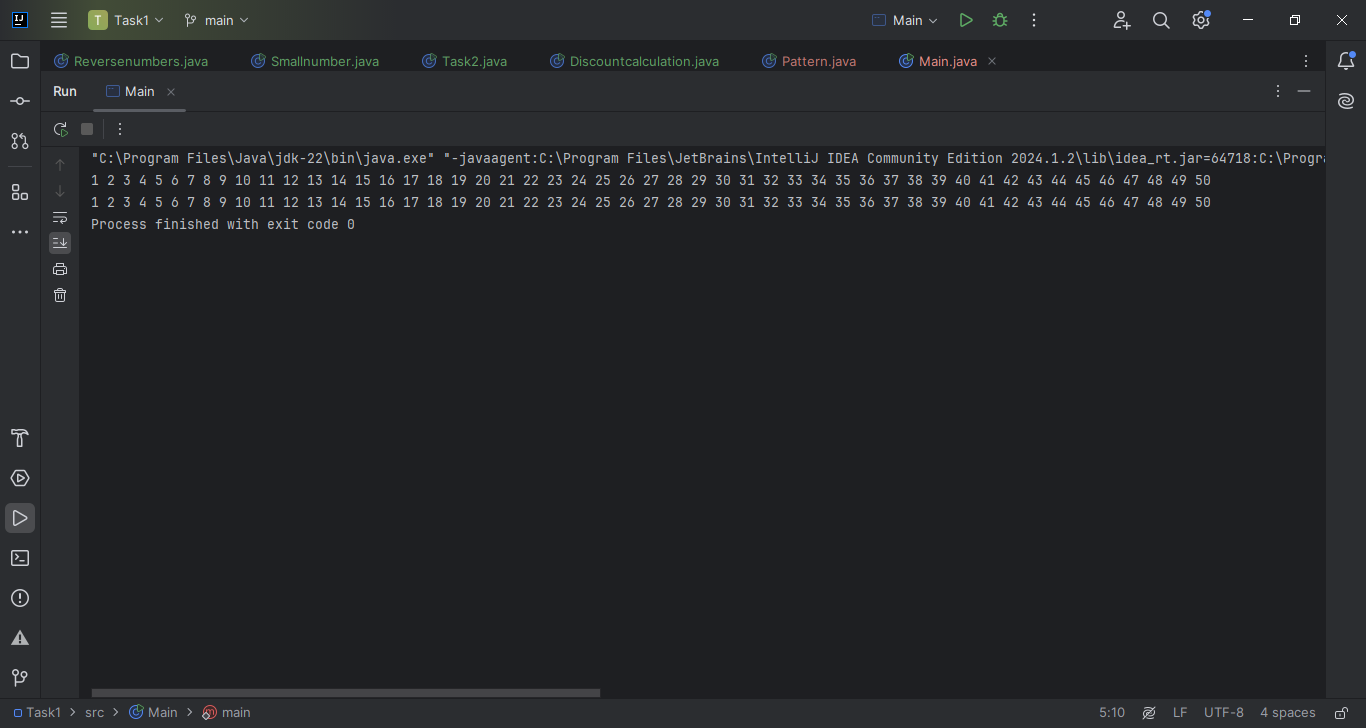 Task1 main Main
Reversenumbers.java Smallnumber.java Task2.java Discountcalculation.java Pattern.java Main.java
Run Main
"C:\Program Files\Java\jdk-22\bin\java.exe" "-javaagent:C:\Program Files\JetBrains\IntelliJ IDEA Community Edition 2024.1.2\lib\idea_rt.jar=64718:C:\Progra
1 2 3 4 5 6 7 8 9 10 11 12 13 14 15 16 17 18 19 20 21 22 23 24 25 26 27 28 29 30 31 32 33 34 35 36 37 38 39 40 41 42 43 44 45 46 47 48 49 50
1 2 3 4 5 6 7 8 9 10 11 12 13 14 15 16 17 18 19 20 21 22 23 24 25 26 27 28 29 30 31 32 33 34 35 36 37 38 39 40 41 42 43 44 45 46 47 48 49 50
Process finished with exit code 0
Task1 > src > Main > main 5:10 LF UTF-8 4 spaces